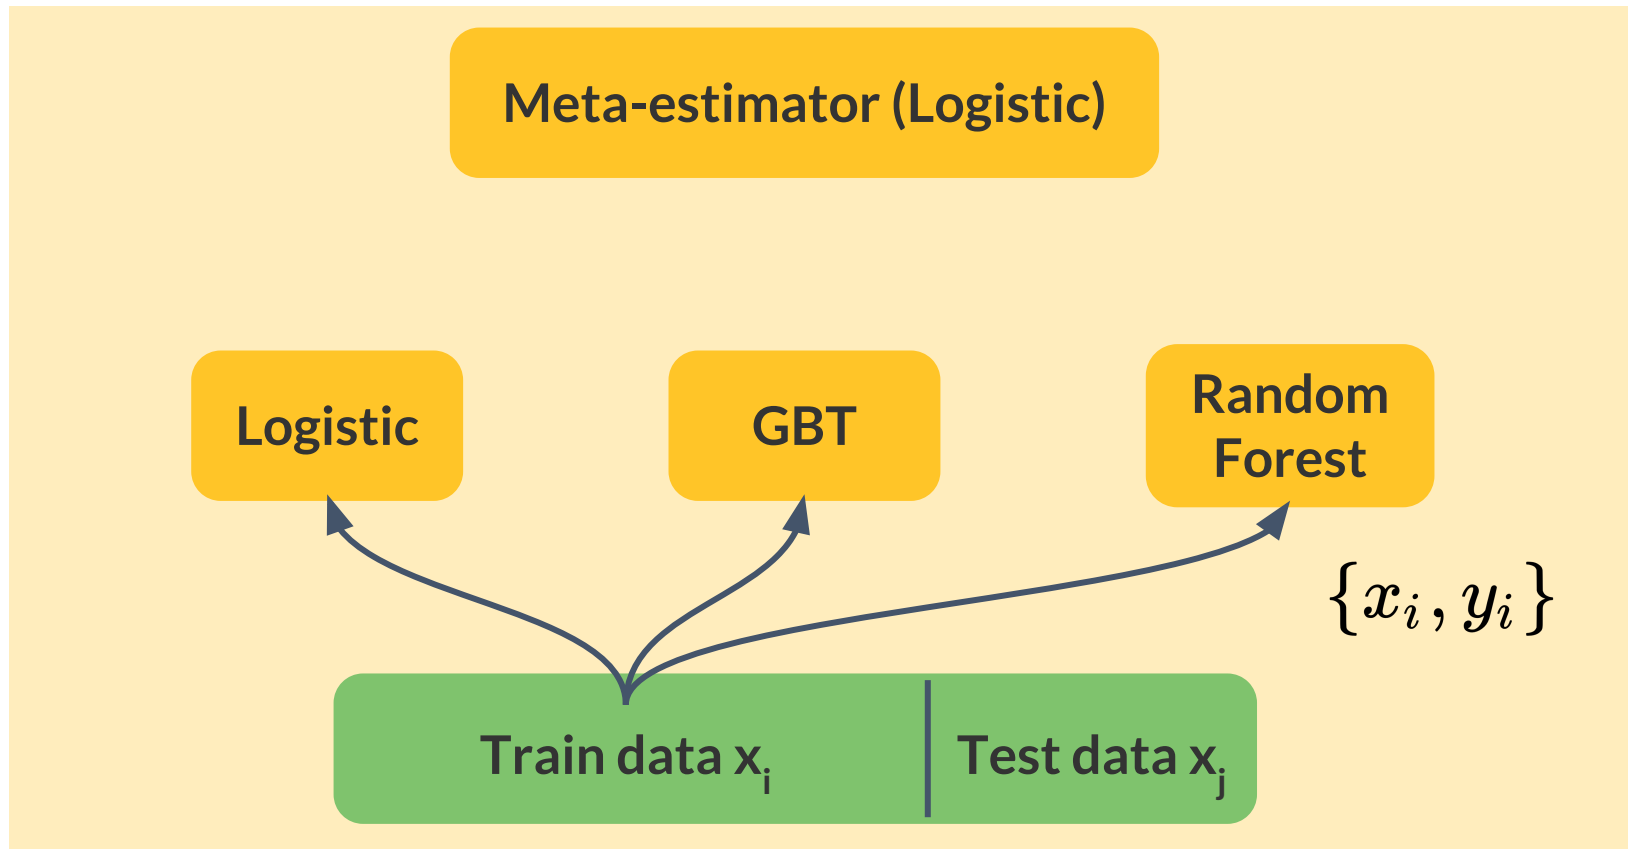 Meta-estimator (Logistic)
Logistic
GBT
Random
Forest
{xᵢ, yᵢ}
Train data xᵢ
Test data xⱼ